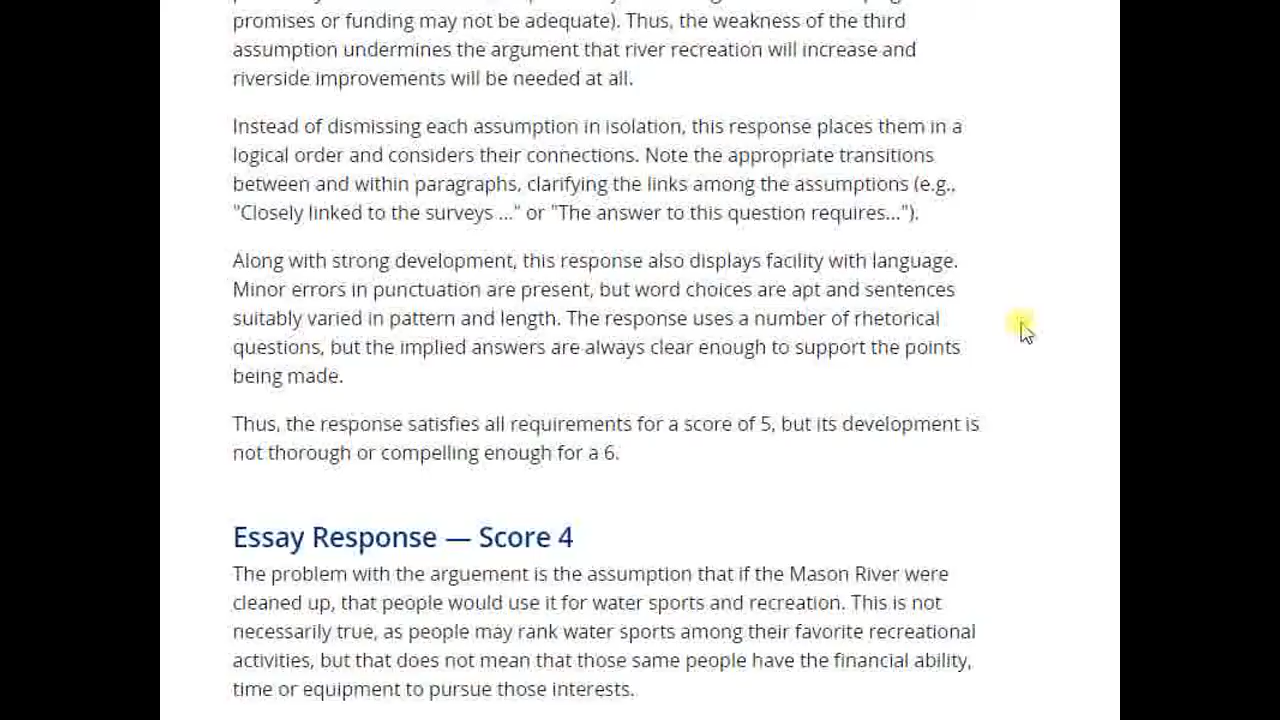 promises or funding may not be adequate). Thus, the weakness of the third
assumption undermines the argument that river recreation will increase and
riverside improvements will be needed at all.
Instead of dismissing each assumption in isolation, this response places them in a
logical order and considers their connections. Note the appropriate transitions
between and within paragraphs, clarifying the links among the assumptions (e.g.,
"Closely linked to the surveys ..." or "The answer to this question requires...").
Along with strong development, this response also displays facility with language.
Minor errors in punctuation are present, but word choices are apt and sentences
suitably varied in pattern and length. The response uses a number of rhetorical
questions, but the implied answers are always clear enough to support the points
being made.
Thus, the response satisfies all requirements for a score of 5, but its development is
not thorough or compelling enough for a 6.
Essay Response — Score 4
The problem with the arguement is the assumption that if the Mason River were
cleaned up, that people would use it for water sports and recreation. This is not
necessarily true, as people may rank water sports among their favorite recreational
activities, but that does not mean that those same people have the financial ability,
time or equipment to pursue those interests.